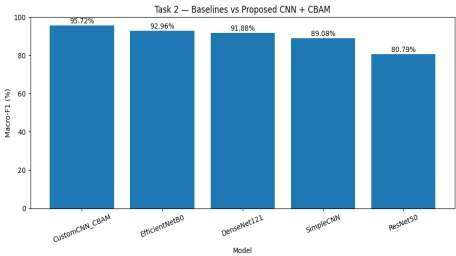 Task 2 — Baselines vs Proposed CNN + CBAM
95.72%
92.96%
91.88%
89.08%
80.79%
Macro-F1 (%)
100
80
60
40
20
0
CustomCNN_CBAM
EfficientNetB0
DenseNet121
SimpleCNN
ResNet50
Model